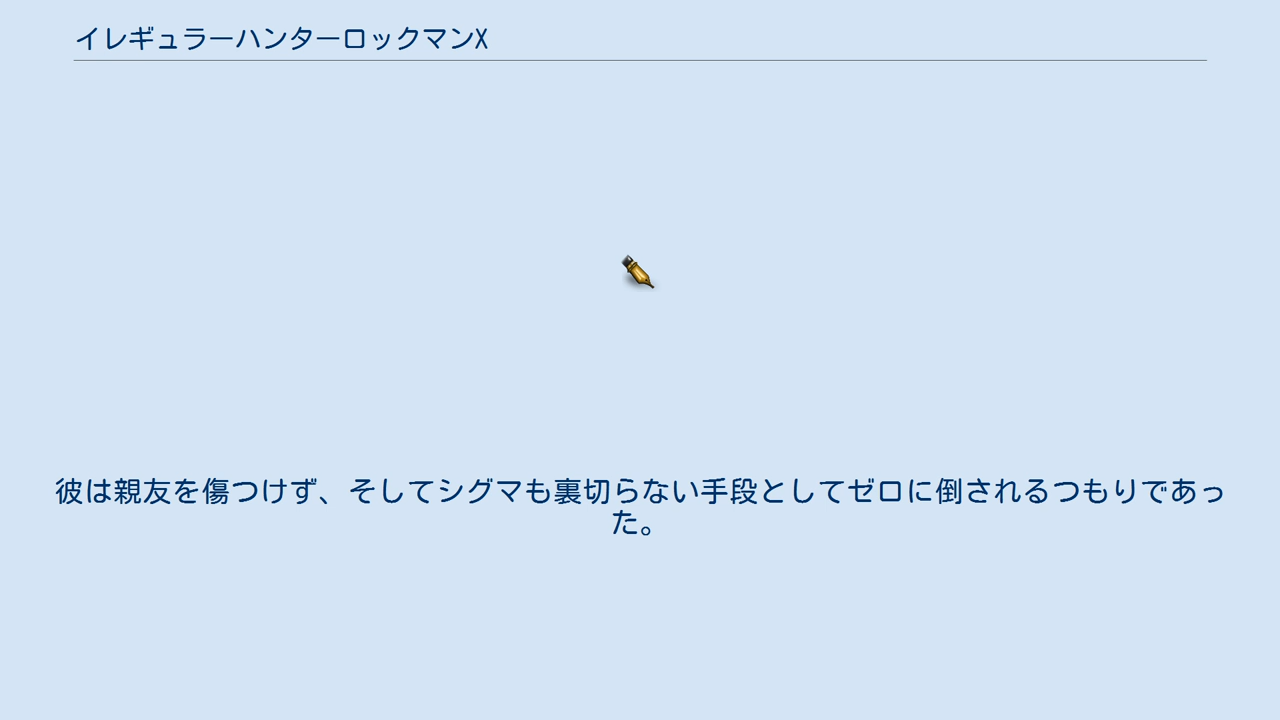 イレギュラーハンターロックマンX
彼は親友を傷つけず、そしてシグマも裏切らない手段としてゼロに倒されるつもりであっ
た。